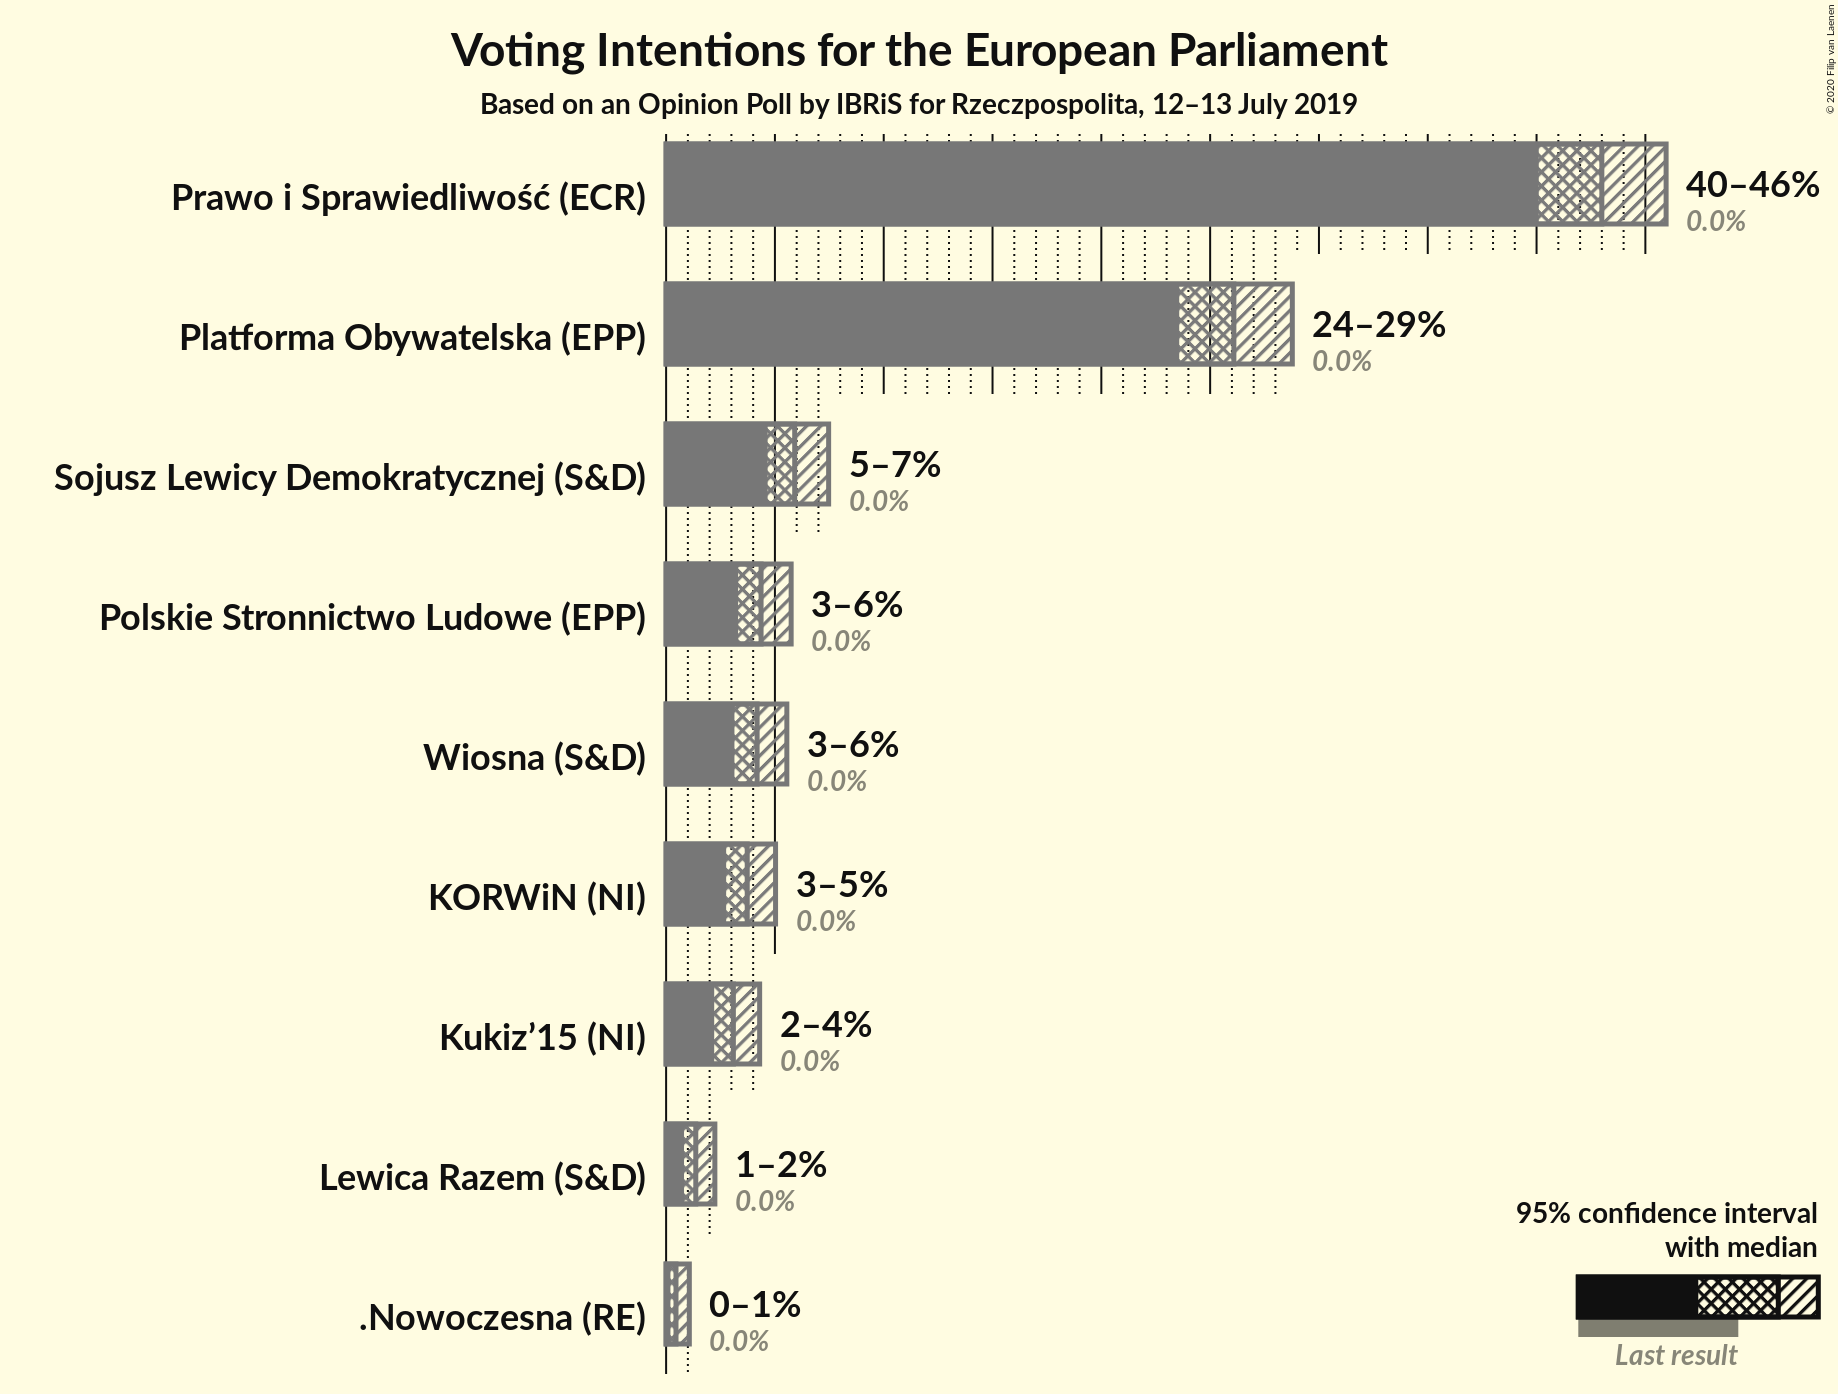 Voting Intentions for the European Parliament
Based on an Opinion Poll by IBRiS for Rzeczpospolita, 12–13 July 2019
© 2020 Filip van Laenen
Prawo i Sprawiedliwość (ECR)
40–46%
0.0%
Platforma Obywatelska (EPP)
24–29%
0.0%
Sojusz Lewicy Demokratycznej (S&D)
5–7%
0.0%
Polskie Stronnictwo Ludowe (EPP)
3–6%
0.0%
Wiosna (S&D)
3–6%
0.0%
KORWiN (NI)
3–5%
0.0%
Kukiz’15 (NI)
2–4%
0.0%
Lewica Razem (S&D)
1–2%
0.0%
.Nowoczesna (RE)
0–1%
0.0%
95% confidence interval
with median
Last result